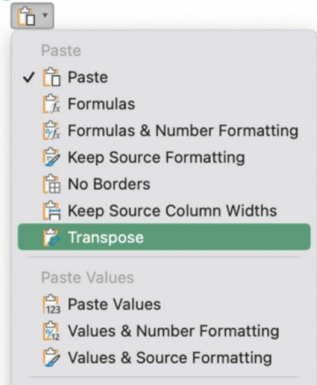 Paste
Paste
Formulas
Formulas & Number Formatting
Keep Source Formatting
No Borders
Keep Source Column Widths
Transpose
Paste Values
Paste Values
Values & Number Formatting
Values & Source Formatting